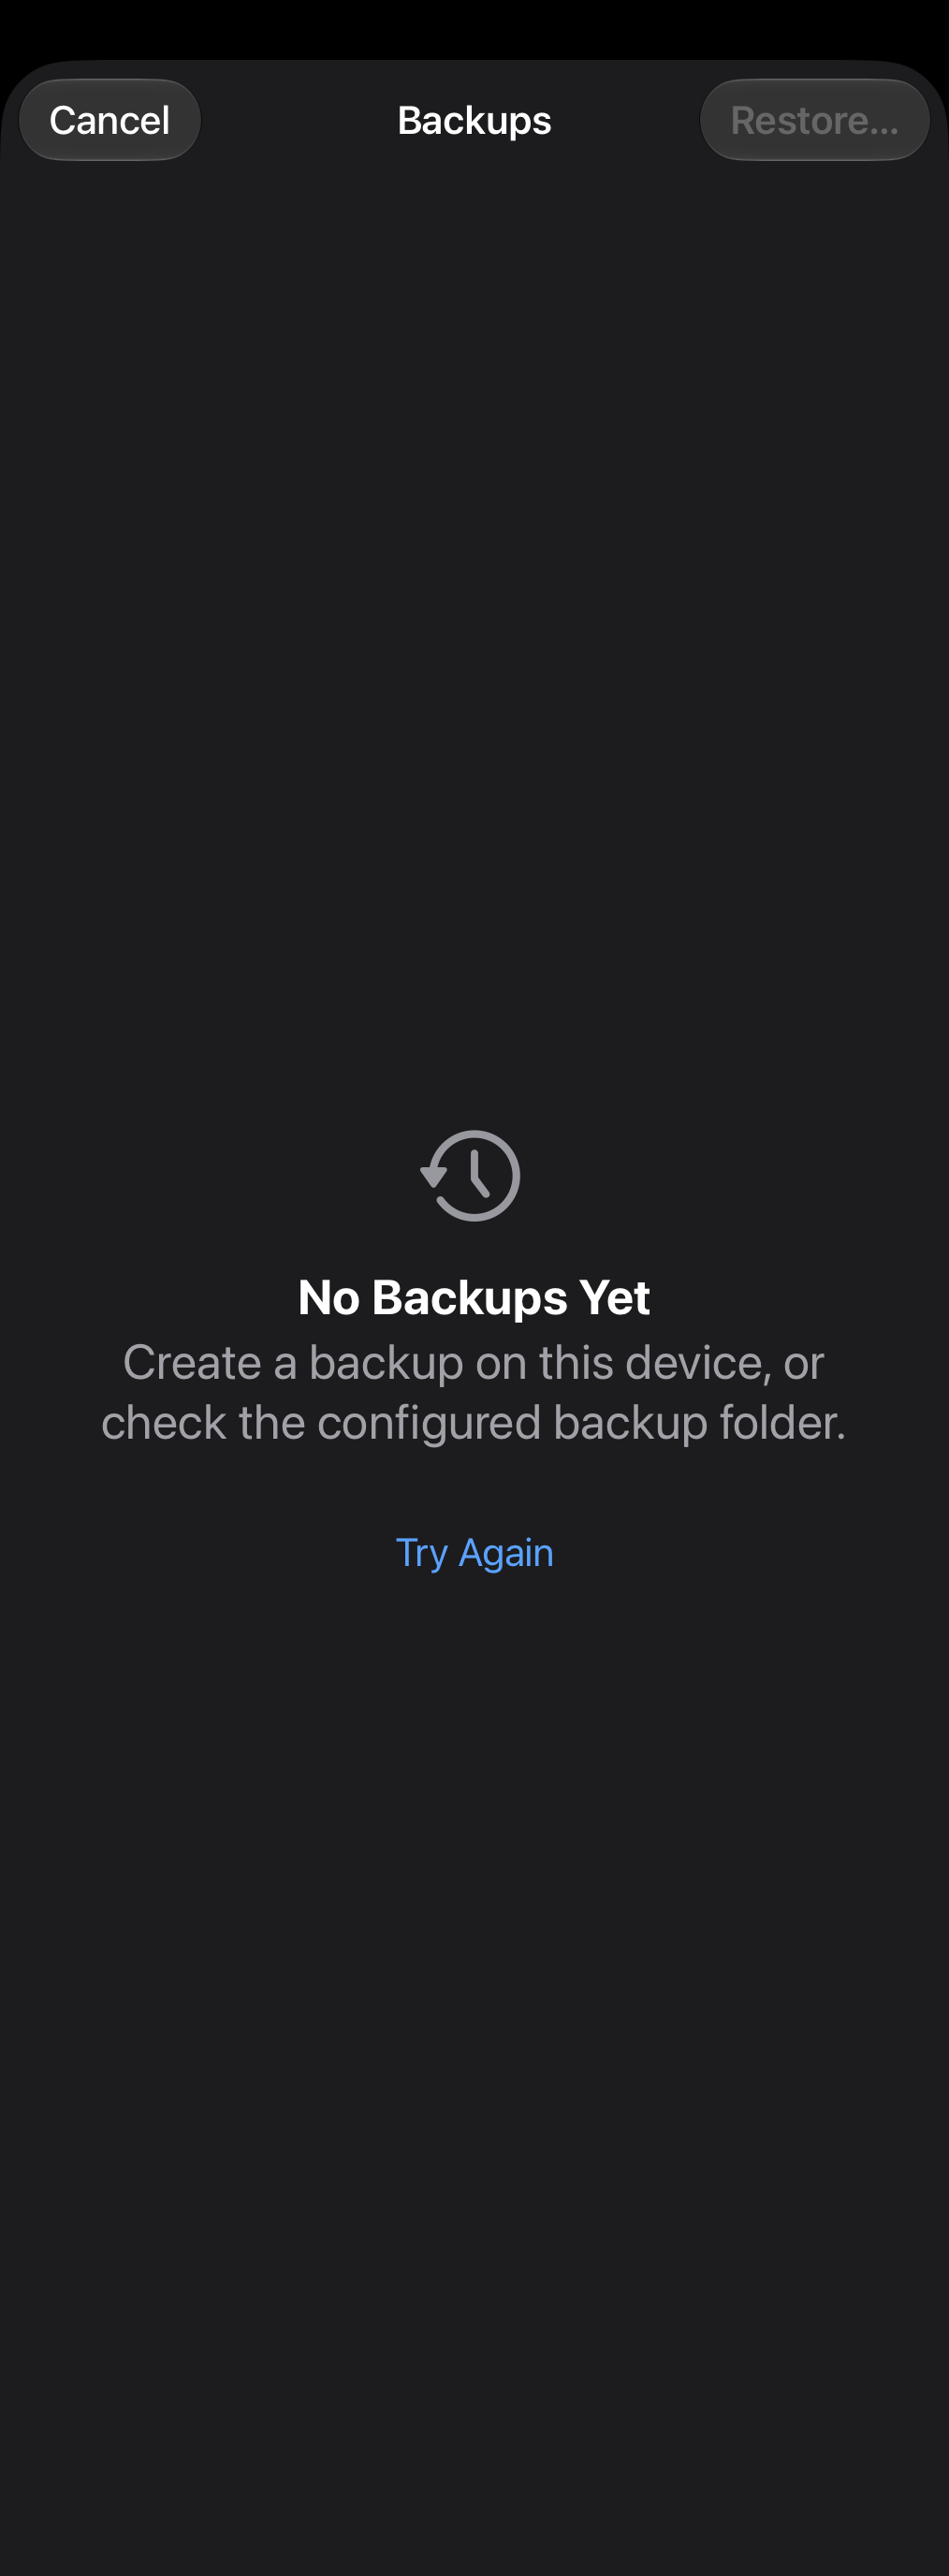 Cancel
Backups
Restore...
No Backups Yet
Create a backup on this device, or
check the configured backup folder.
Try Again